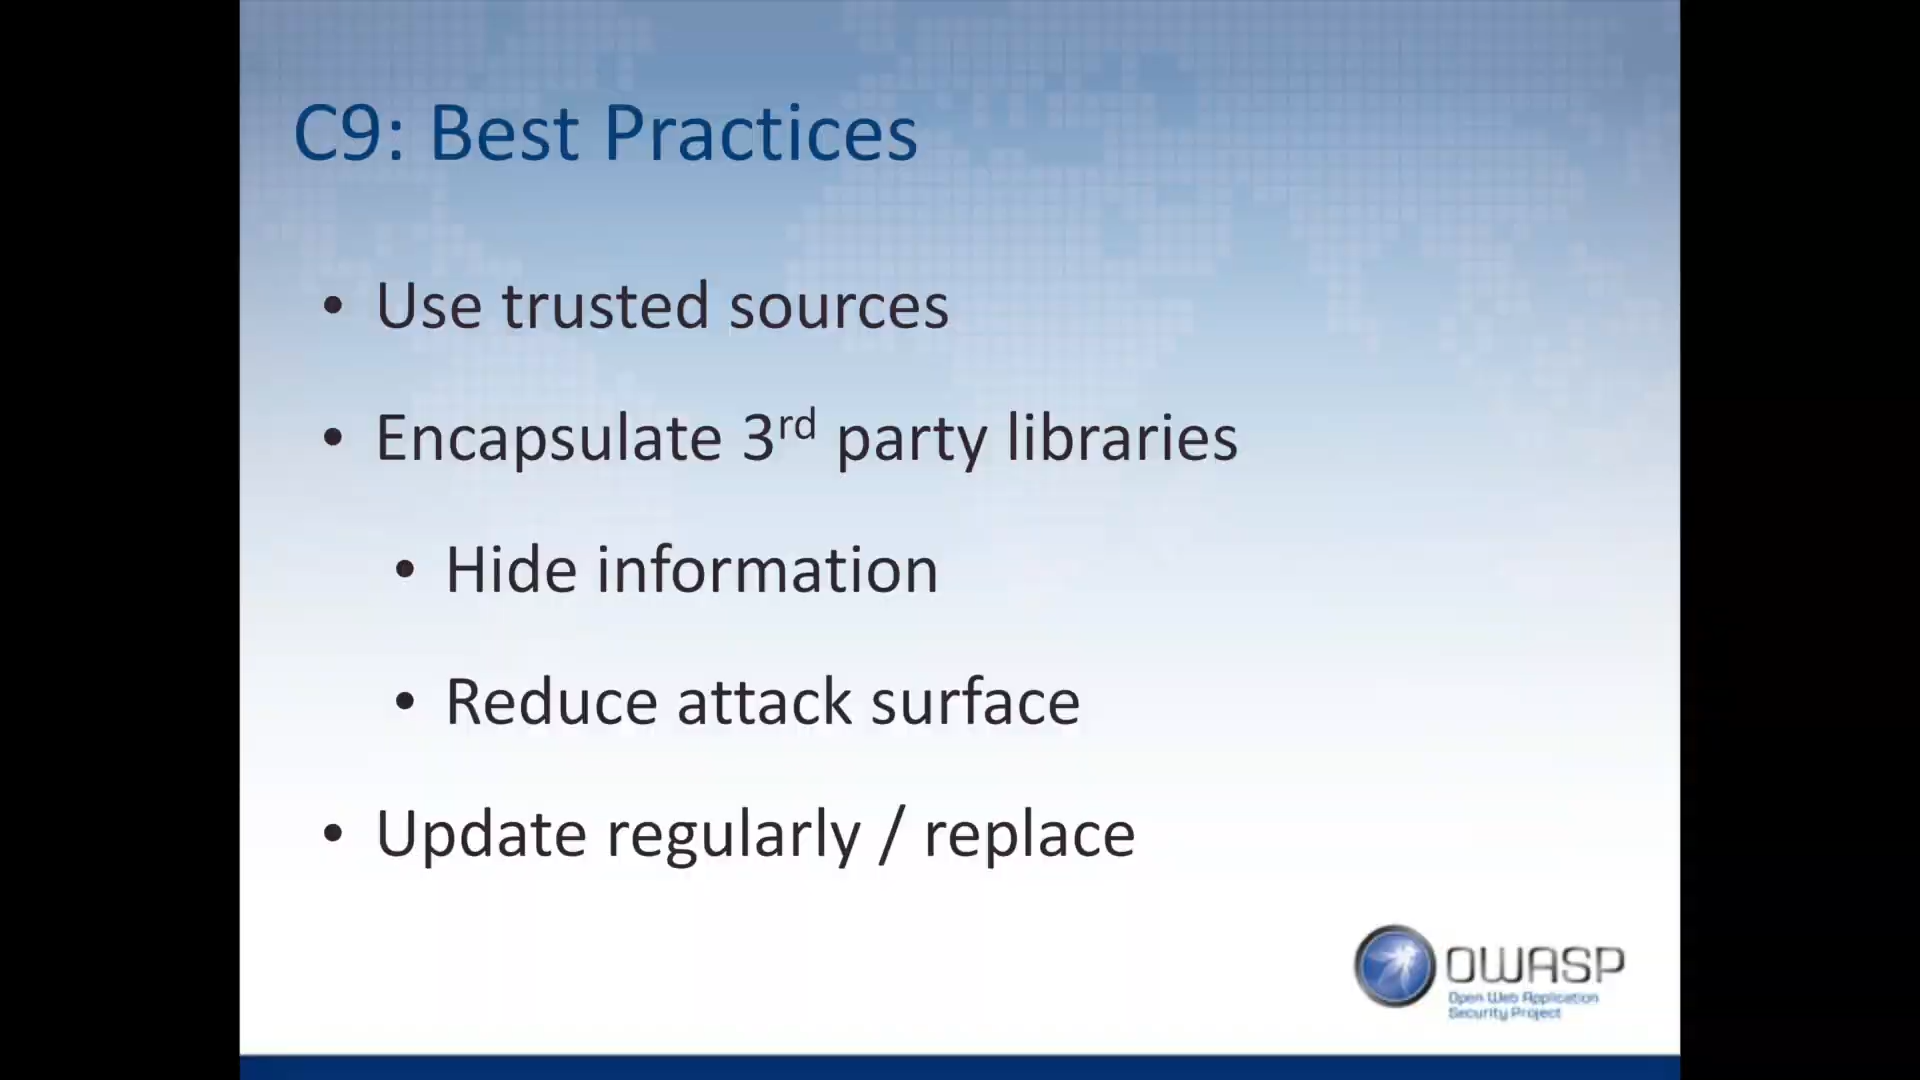 C9: Best Practices
• Use trusted sources
• Encapsulate 3rd party libraries
• Hide information
• Reduce attack surface
• Update regularly / replace
OWASP
Open Web Application
Security Project